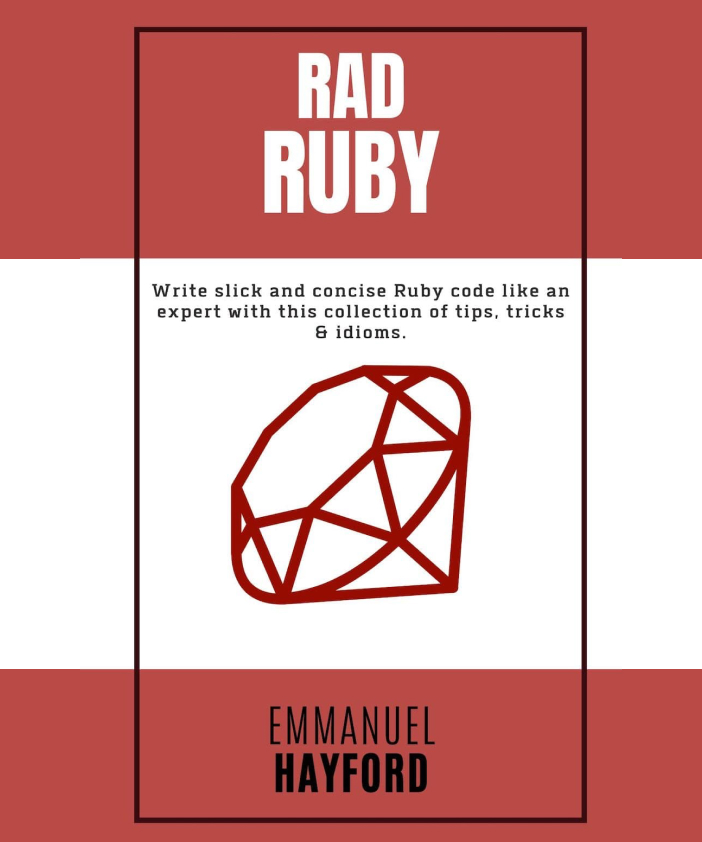 RAD
RUBY
Write slick and concise Ruby code like an
expert with this collection of tips, tricks
& idioms.
EMMANUEL
HAYFORD